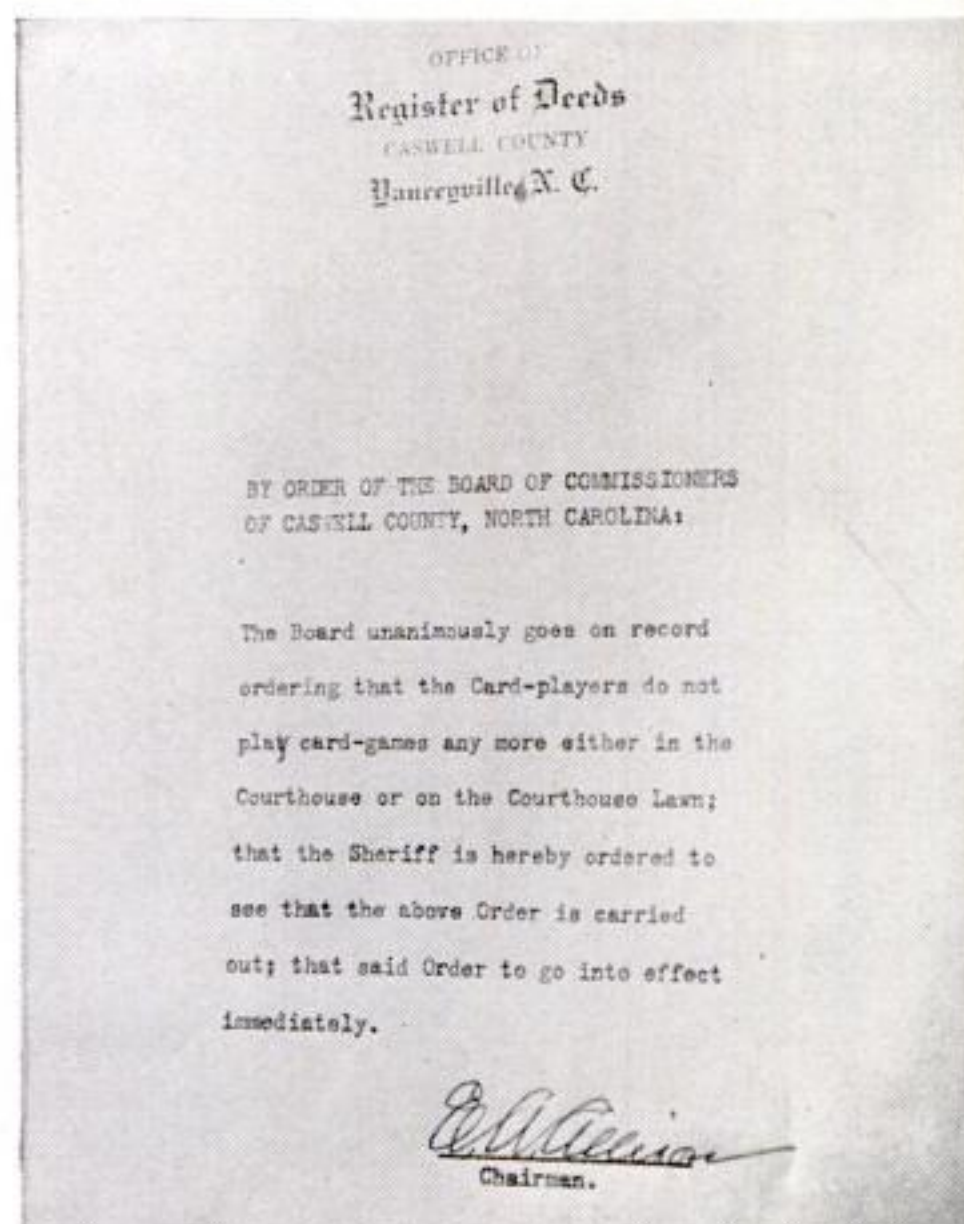 OFFICE OF
Register of Deeds
CASWELL COUNTY
Yanceyville, N. C.
BY ORDER OF THE BOARD OF COMMISSIONERS
OF CASWELL COUNTY, NORTH CAROLINA:
The Board unanimously goes on record
ordering that the Card-players do not
play card-games any more either in the
Courthouse or on the Courthouse Lawn;
that the Sheriff is hereby ordered to
see that the above Order is carried
out; that said Order to go into effect
immediately.
E. A. Allison
Chairman.